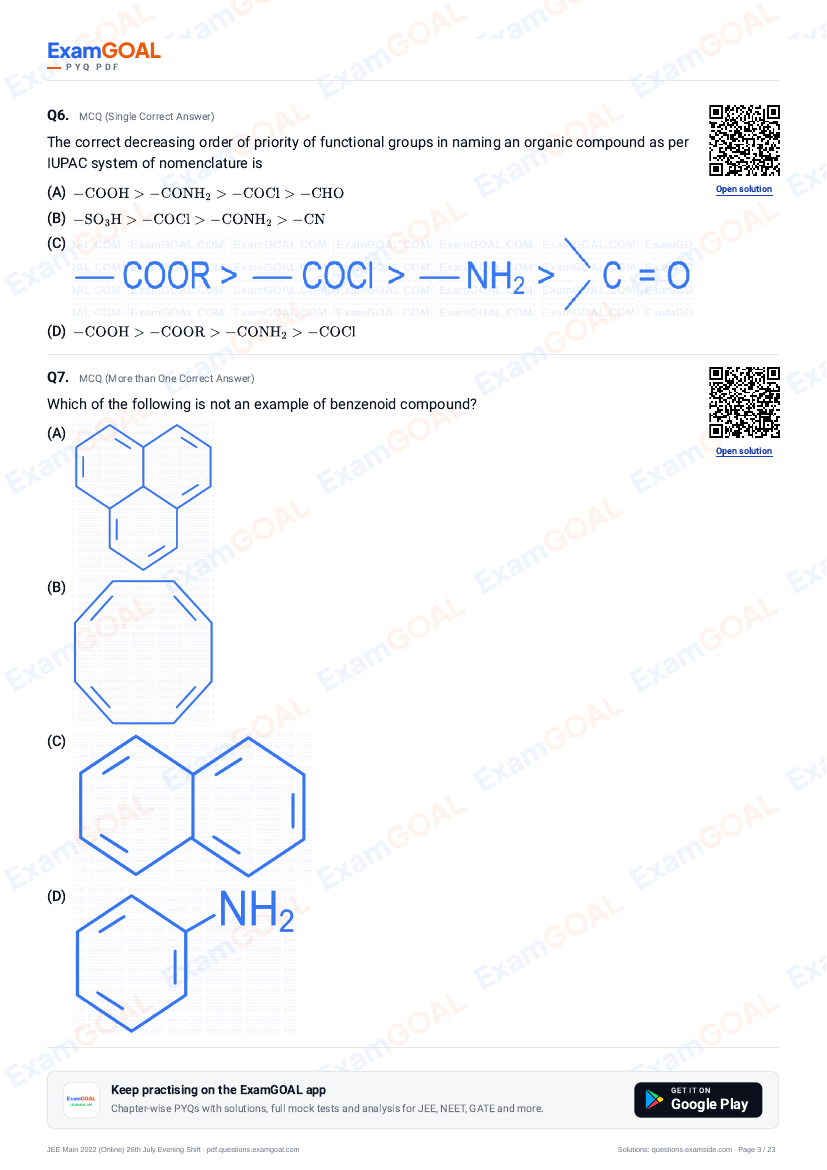 ExamGOAL
PYQ PDF
Q6. MCQ (Single Correct Answer)
The correct decreasing order of priority of functional groups in naming an organic compound as per
IUPAC system of nomenclature is
Open solution
(A) −COOH > −CONH₂ > −COCl > −CHO
(B) −SO₃H > −COCl > −CONH₂ > −CN
(C) — COOR > — COCl > — NH₂ > C = O
(D) −COOH > −COOR > −CONH₂ > −COCl
Q7. MCQ (More than One Correct Answer)
Which of the following is not an example of benzenoid compound?
Open solution
(A)
(B)
(C)
(D)
NH₂
ExamGOAL
Keep practising on the ExamGOAL app
Chapter-wise PYQs with solutions, full mock tests and analysis for JEE, NEET, GATE and more.
GET IT ON
Google Play
JEE Main 2022 (Online) 26th July Evening Shift · pdf.questions.examgoal.com
Solutions: questions.examside.com · Page 3 / 23